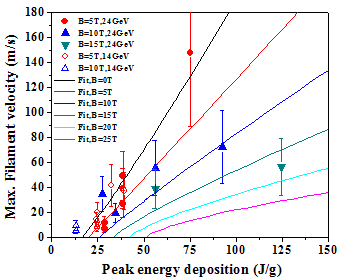 180
160
140
120
100
80
60
40
20
0
Max. Filament velocity (m/s)
B=5T,24GeV
B=10T,24GeV
B=15T,24GeV
B=5T,14GeV
B=10T,14GeV
Fit,B=0T
Fit,B=5T
Fit,B=10T
Fit,B=15T
Fit,B=20T
Fit,B=25T
0 25 50 75 100 125 150
Peak energy deposition (J/g)